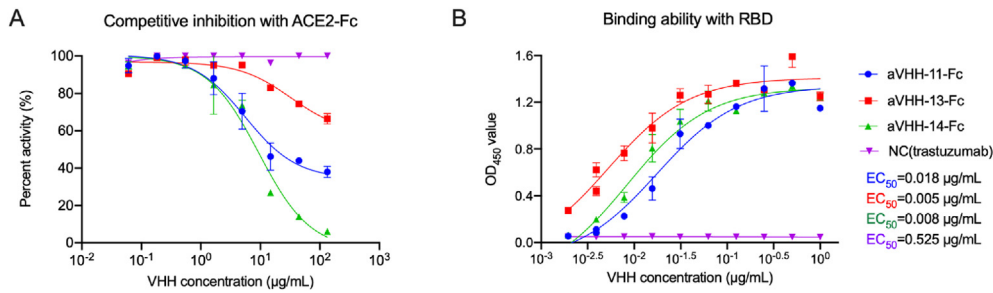 A
Competitive inhibition with ACE2-Fc
Percent activity (%)
100
80
60
40
20
0
10-2
10-1
100
101
102
103
VHH concentration (µg/mL)
B
Binding ability with RBD
OD450 value
1.6
1.2
0.8
0.4
0.0
10-3
10-2.5
10-2
10-1.5
10-1
10-0.5
100
VHH concentration (µg/mL)
aVHH-11-Fc
aVHH-13-Fc
aVHH-14-Fc
NC(trastuzumab)
EC50=0.018 µg/mL
EC50=0.005 µg/mL
EC50=0.008 µg/mL
EC50=0.525 µg/mL